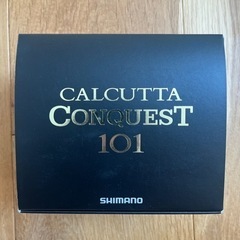 CALCUTTA
CONQUEST
101
SHIMANO